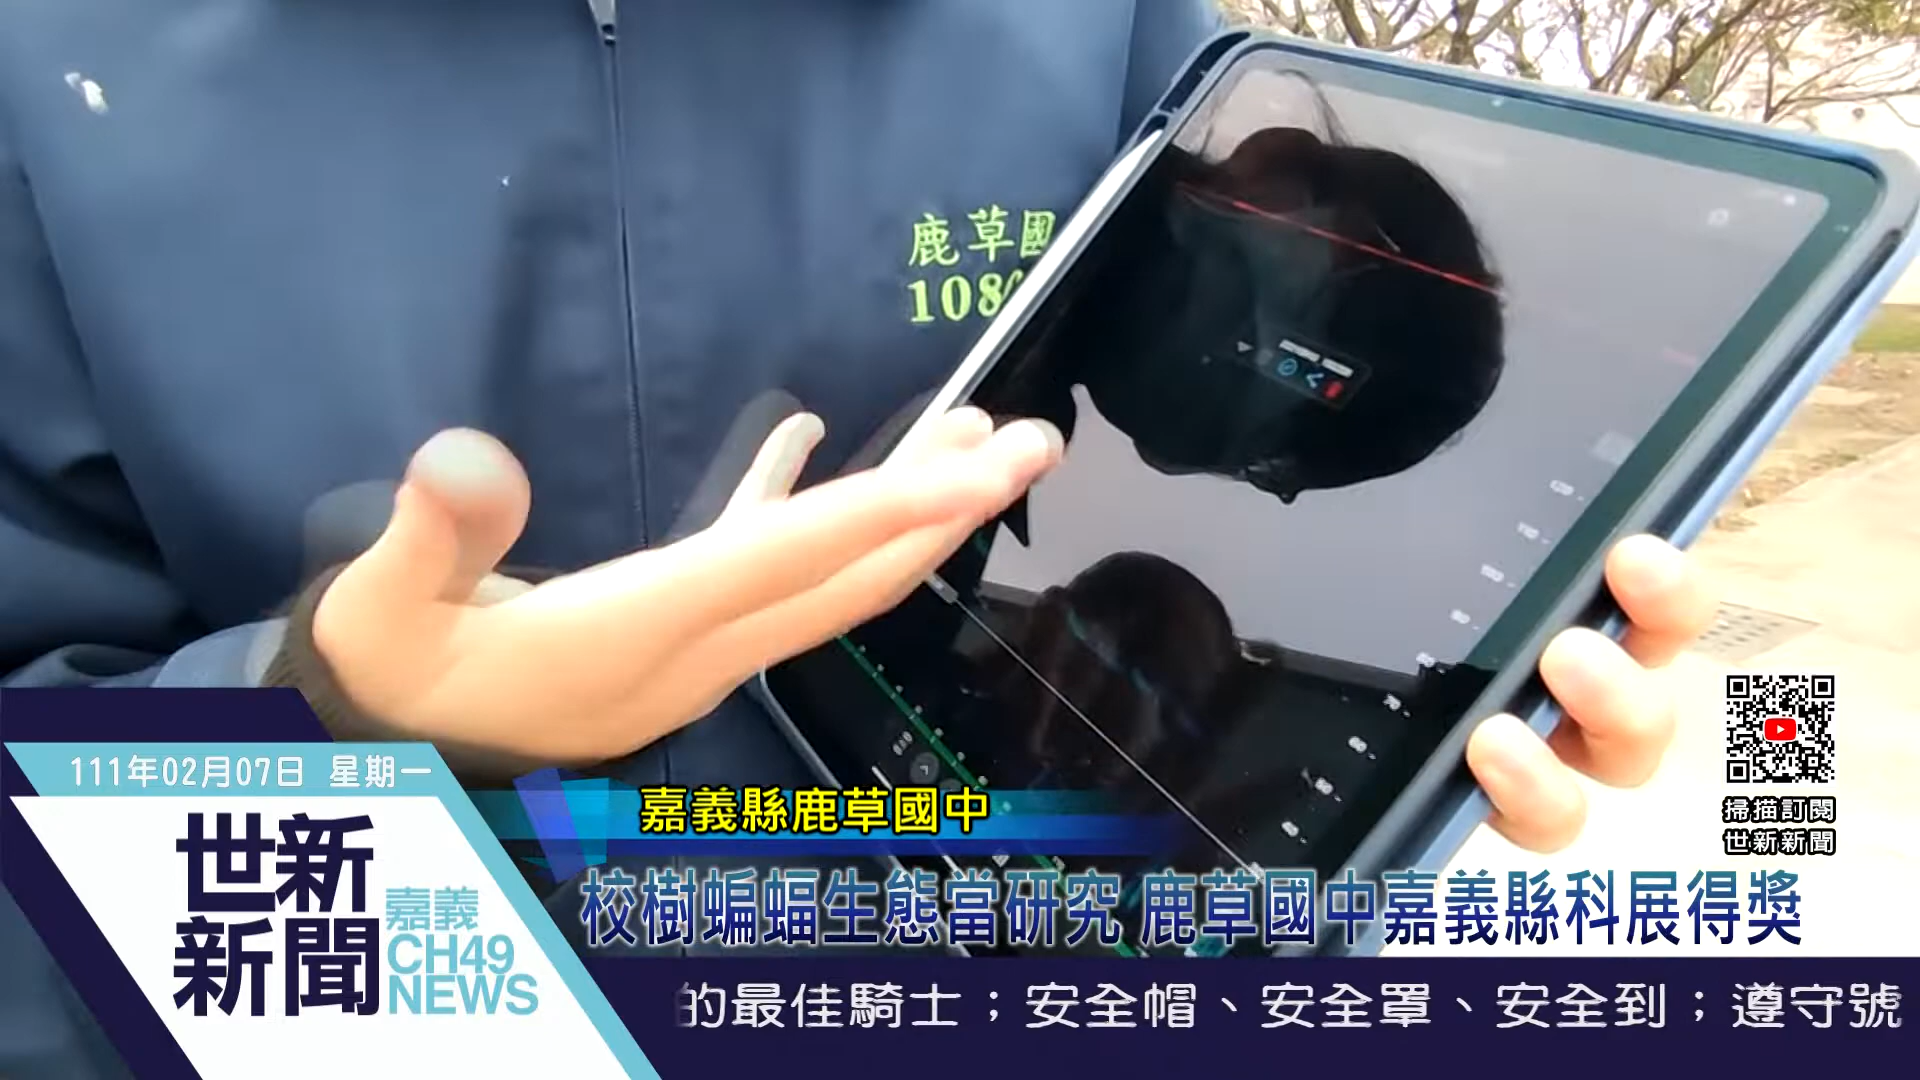 鹿草國
108
111年02月07日 星期一
世新
新聞
嘉義
CH49
NEWS
嘉義縣鹿草國中
校樹蝙蝠生態當研究 鹿草國中嘉義縣科展得獎
的最佳騎士；安全帽、安全罩、安全到；遵守號
掃描訂閱
世新新聞